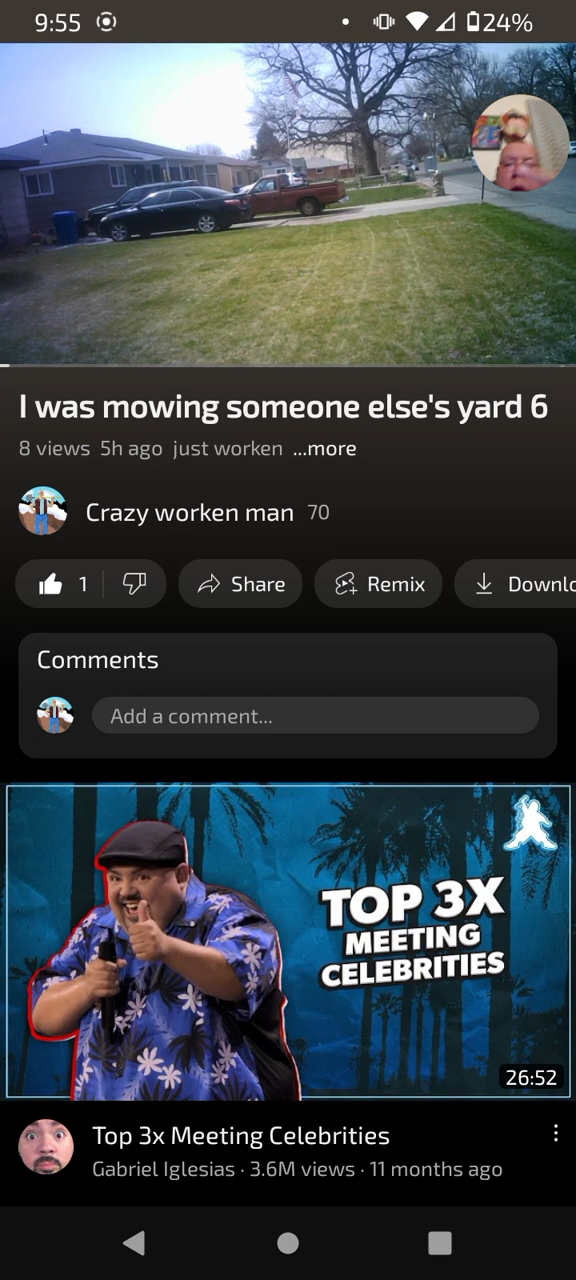 9:55 24%
I was mowing someone else's yard 6
8 views 5h ago just worken ...more
Crazy worken man 70
1 Share Remix Downlo
Comments
Add a comment...
TOP 3X
MEETING
CELEBRITIES
26:52
Top 3x Meeting Celebrities
Gabriel Iglesias · 3.6M views · 11 months ago